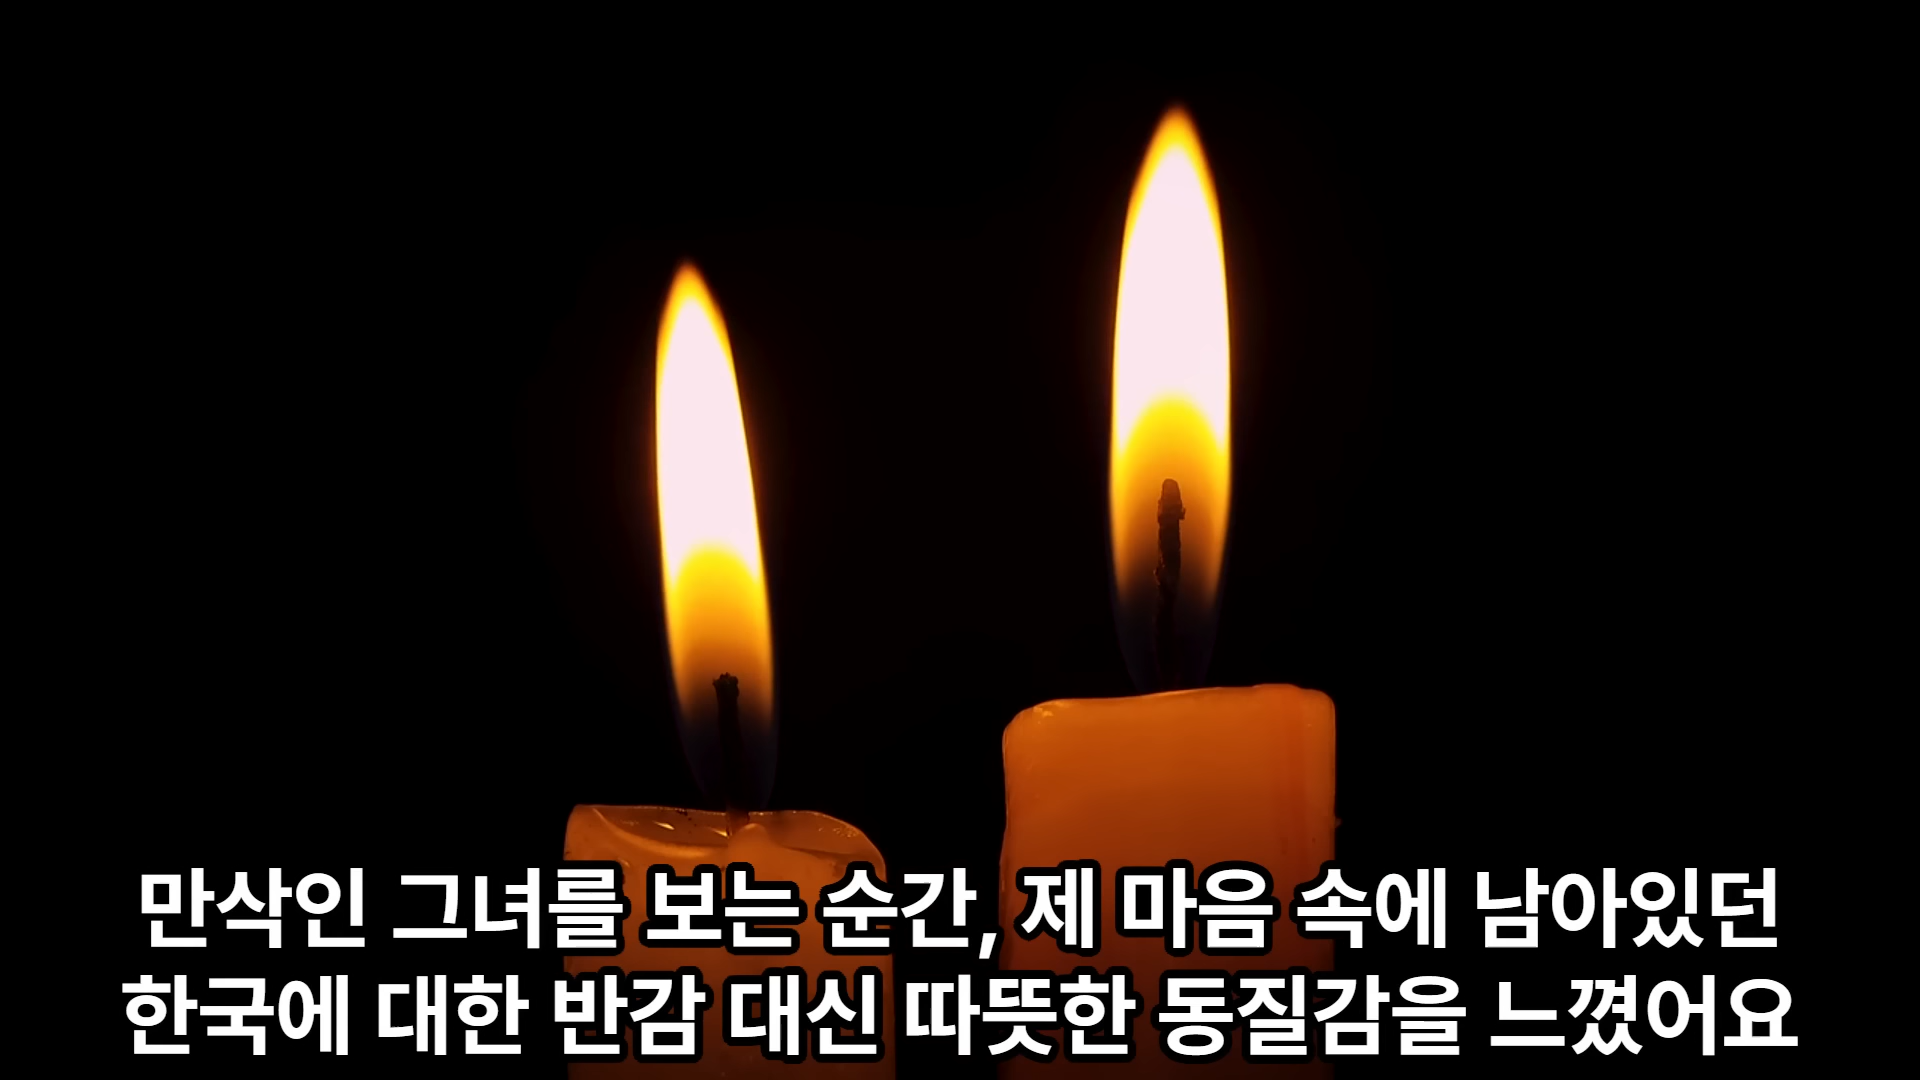 만삭인 그녀를 보는 순간, 제 마음 속에 남아있던
한국에 대한 반감 대신 따뜻한 동질감을 느꼈어요